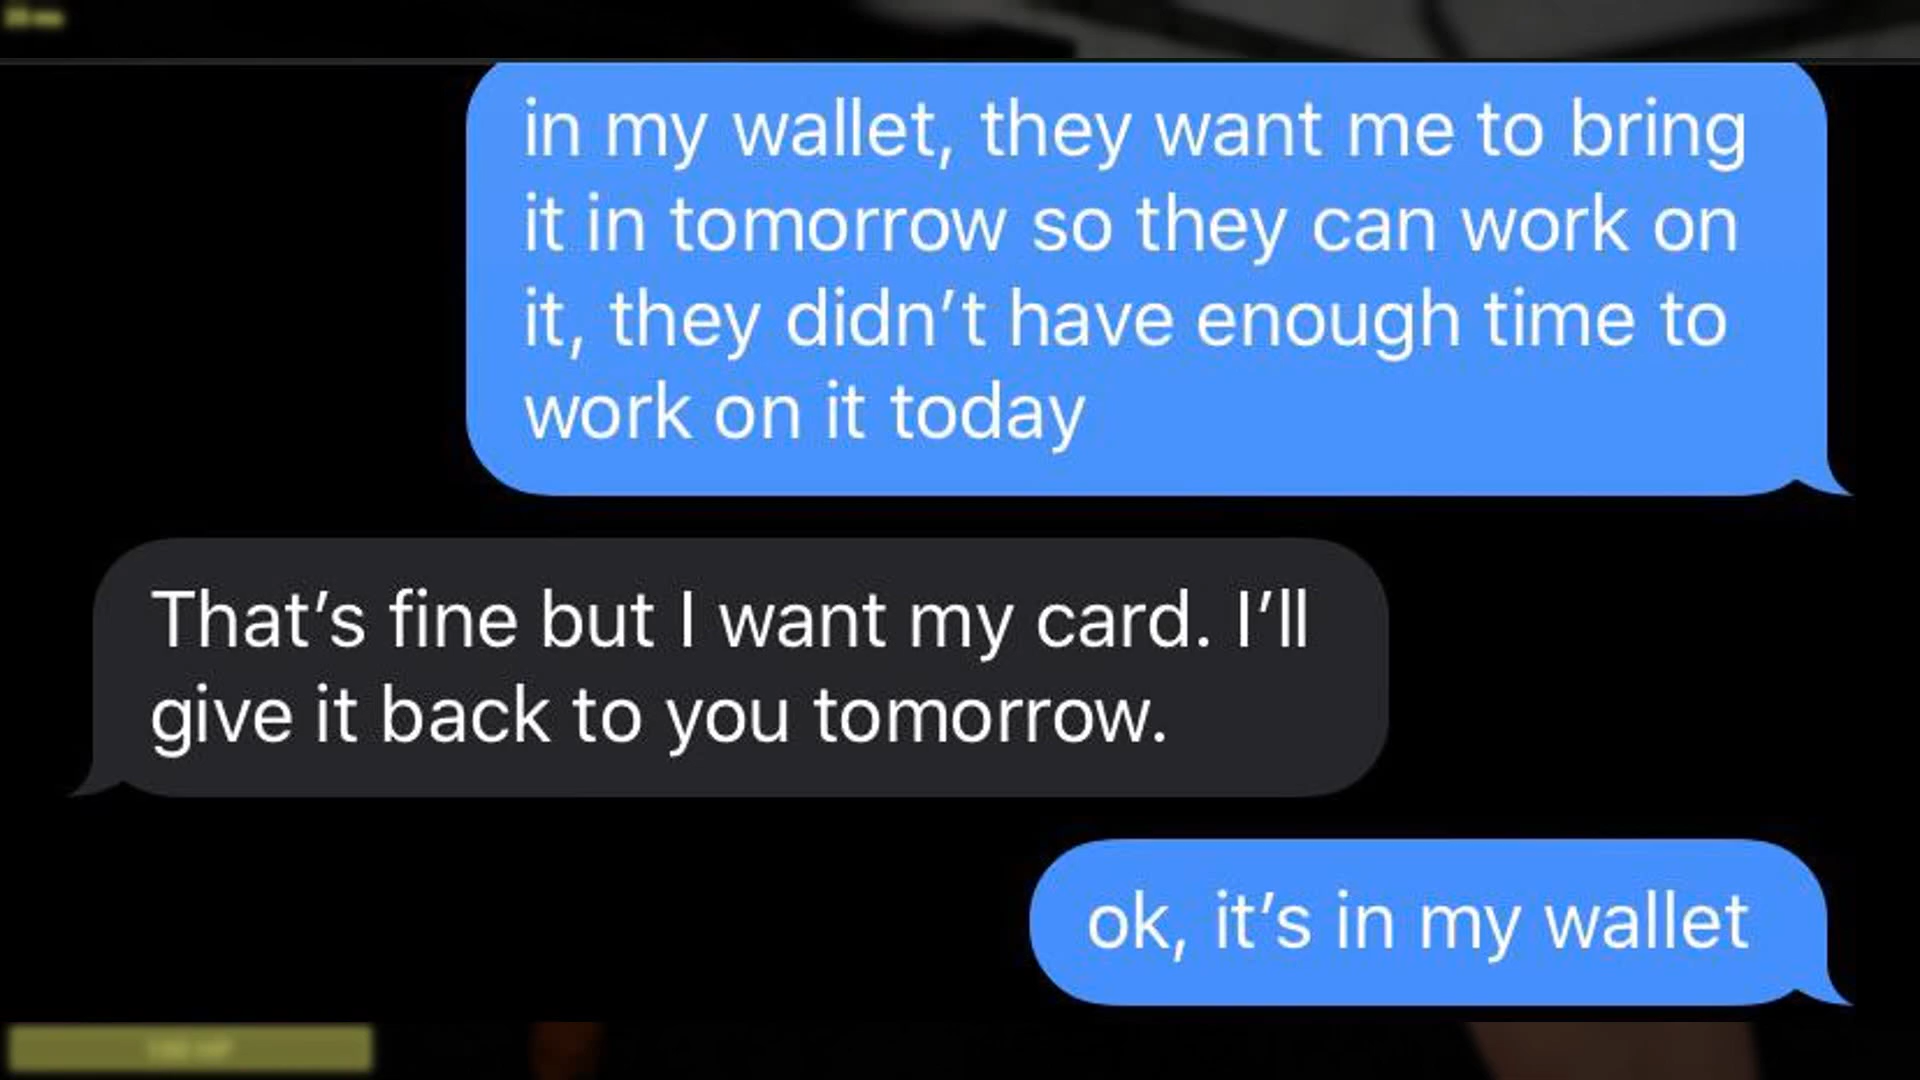 in my wallet, they want me to bring
it in tomorrow so they can work on
it, they didn’t have enough time to
work on it today
That’s fine but I want my card. I’ll
give it back to you tomorrow.
ok, it’s in my wallet